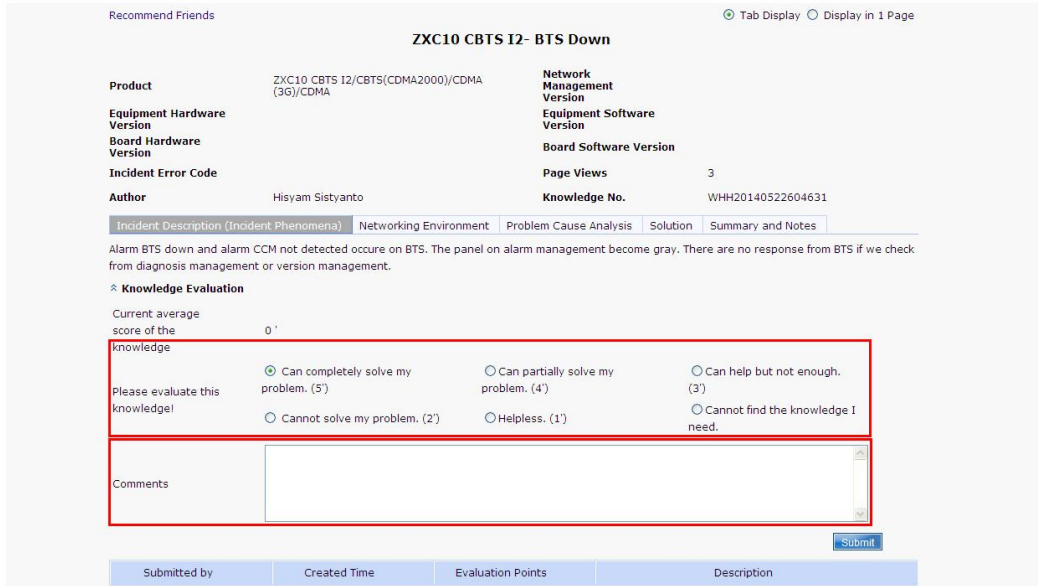 Recommend Friends
Tab Display Display in 1 Page
ZXC10 CBTS I2- BTS Down
Product
ZXC10 CBTS I2/CBTS(CDMA2000)/CDMA
(3G)/CDMA
Network
Management
Version
Equipment Hardware
Version
Equipment Software
Version
Board Hardware
Version
Board Software Version
Incident Error Code
Page Views 3
Author Hisyam Sistyanto
Knowledge No. WHH20140522604631
Incident Description (Incident Phenomena) Networking Environment Problem Cause Analysis Solution Summary and Notes
Alarm BTS down and alarm CCM not detected occure on BTS. The panel on alarm management become gray. There are no response from BTS if we check
from diagnosis management or version management.
Knowledge Evaluation
Current average
score of the
knowledge
0 '
Please evaluate this
knowledge!
Can completely solve my
problem. (5')
Can partially solve my
problem. (4')
Can help but not enough.
(3')
Cannot solve my problem. (2')
Helpless. (1')
Cannot find the knowledge I
need.
Comments
Submit
Submitted by Created Time Evaluation Points Description